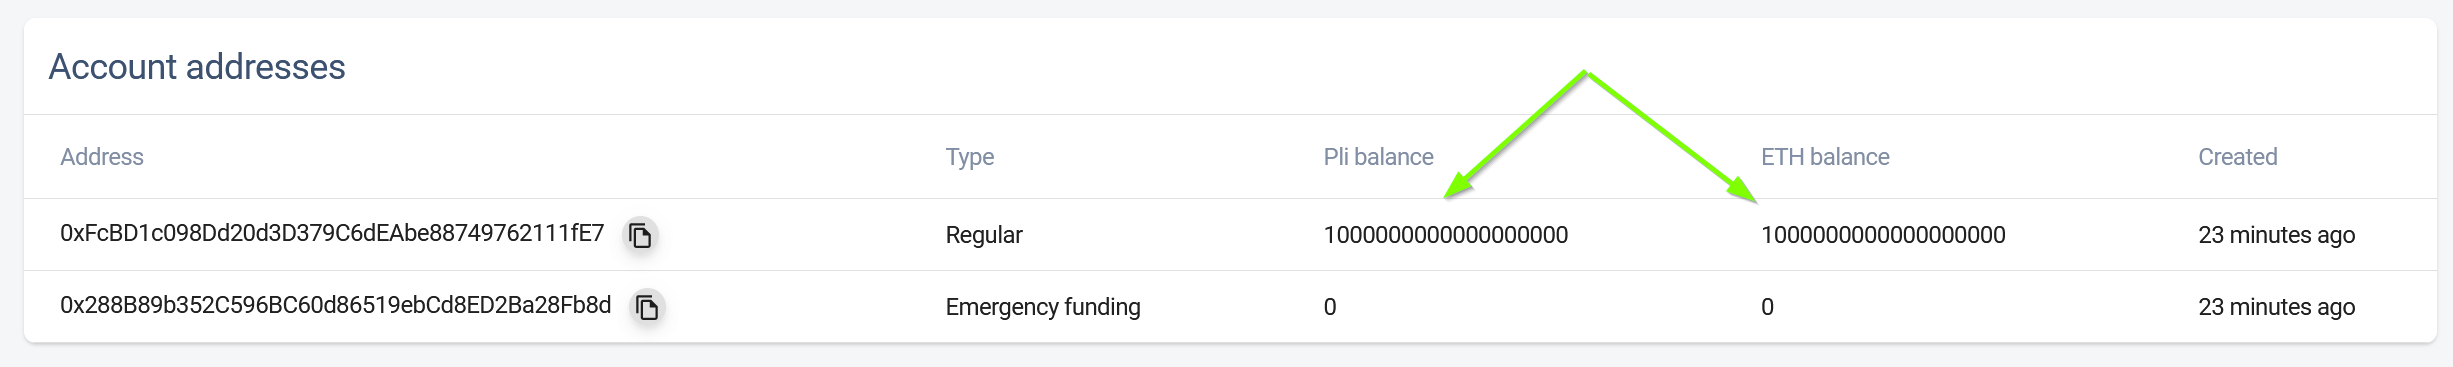 Account addresses
Address Type Pli balance ETH balance Created
0xFcBD1c098Dd20d3D379C6dEAbe88749762111fE7 Regular 1000000000000000000 1000000000000000000 23 minutes ago
0x288B89b352C596BC60d86519ebCd8ED2Ba28Fb8d Emergency funding 0 0 23 minutes ago